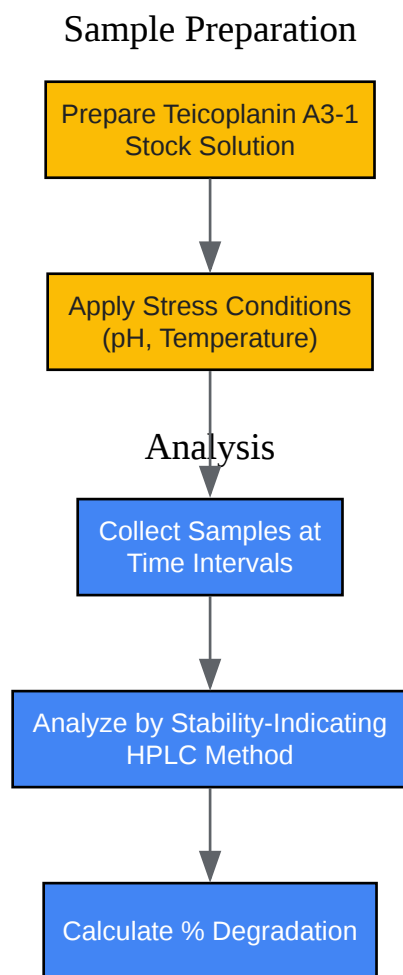 Sample Preparation
Prepare Teicoplanin A3-1
Stock Solution
Apply Stress Conditions
(pH, Temperature)
Analysis
Collect Samples at
Time Intervals
Analyze by Stability-Indicating
HPLC Method
Calculate % Degradation